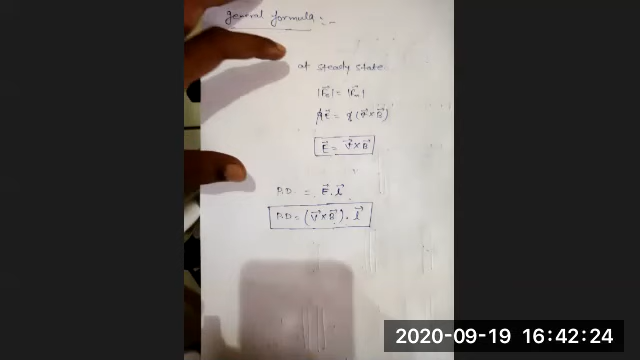 general formula :-
at steady state
|F⃗e| = |F⃗m|
qE⃗ = q(V⃗×B⃗)
E⃗ = V⃗×B⃗
P.D = E⃗.l⃗
P.D = (V⃗×B⃗).l⃗
2020-09-19 16:42:24